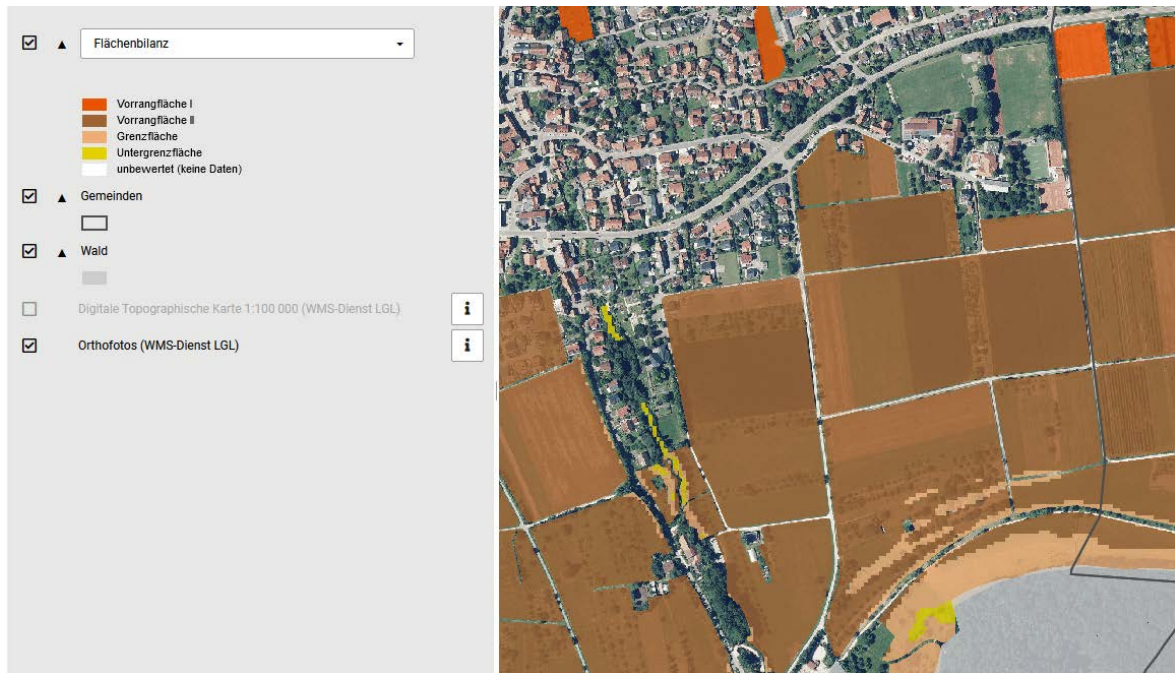 Flächenbilanz
Vorrangfläche I
Vorrangfläche II
Grenzfläche
Untergrenzfläche
unbewertet (keine Daten)
Gemeinden
Wald
Digitale Topographische Karte 1:100 000 (WMS-Dienst LGL)
i
Orthofotos (WMS-Dienst LGL)
i